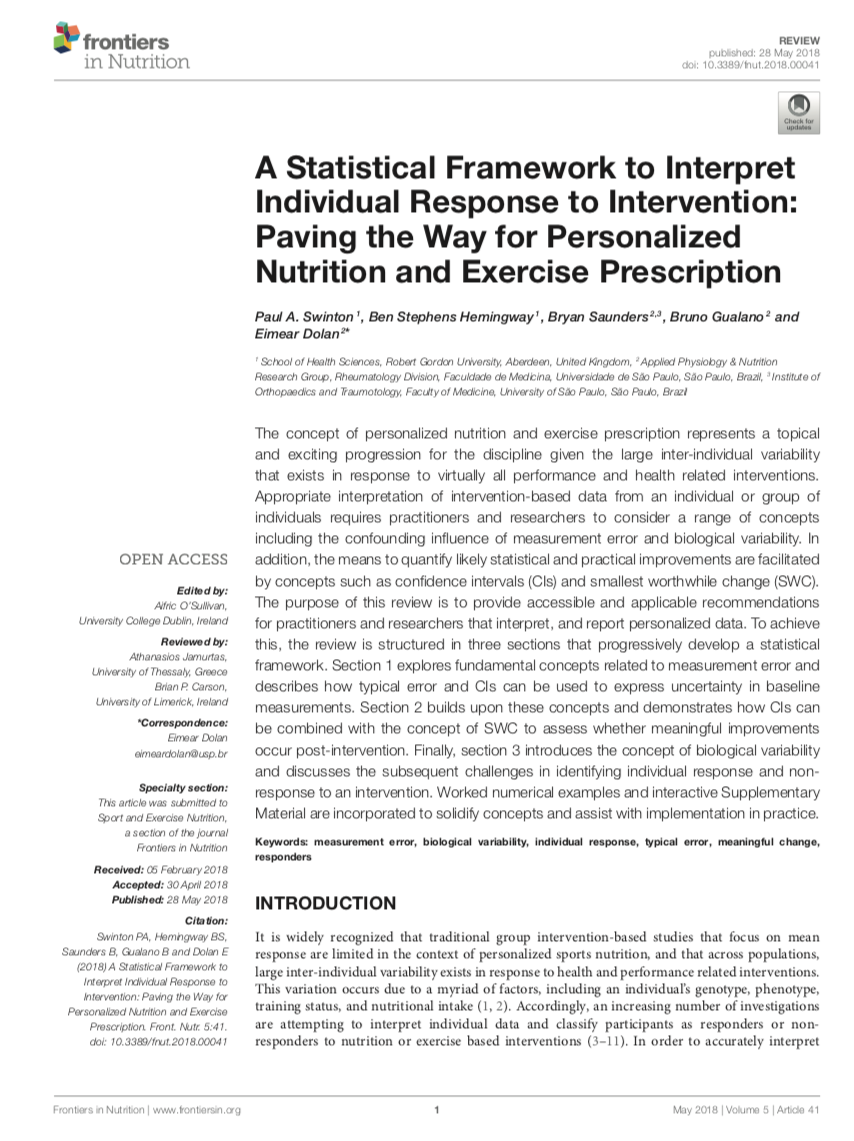 frontiers
in Nutrition
REVIEW
published: 28 May 2018
doi: 10.3389/fnut.2018.00041
Check for
updates
A Statistical Framework to Interpret
Individual Response to Intervention:
Paving the Way for Personalized
Nutrition and Exercise Prescription
Paul A. Swinton 1, Ben Stephens Hemingway 1, Bryan Saunders 2,3, Bruno Gualano 2 and
Eimear Dolan 2*
1 School of Health Sciences, Robert Gordon University, Aberdeen, United Kingdom, 2 Applied Physiology & Nutrition
Research Group, Rheumatology Division, Faculdade de Medicina, Universidade de São Paulo, São Paulo, Brazil, 3 Institute of
Orthopaedics and Traumotology, Faculty of Medicine, University of São Paulo, São Paulo, Brazil
The concept of personalized nutrition and exercise prescription represents a topical
and exciting progression for the discipline given the large inter-individual variability
that exists in response to virtually all performance and health related interventions.
Appropriate interpretation of intervention-based data from an individual or group of
individuals requires practitioners and researchers to consider a range of concepts
including the confounding influence of measurement error and biological variability. In
addition, the means to quantify likely statistical and practical improvements are facilitated
by concepts such as confidence intervals (CIs) and smallest worthwhile change (SWC).
The purpose of this review is to provide accessible and applicable recommendations
for practitioners and researchers that interpret, and report personalized data. To achieve
this, the review is structured in three sections that progressively develop a statistical
framework. Section 1 explores fundamental concepts related to measurement error and
describes how typical error and CIs can be used to express uncertainty in baseline
measurements. Section 2 builds upon these concepts and demonstrates how CIs can
be combined with the concept of SWC to assess whether meaningful improvements
occur post-intervention. Finally, section 3 introduces the concept of biological variability
and discusses the subsequent challenges in identifying individual response and non-
response to an intervention. Worked numerical examples and interactive Supplementary
Material are incorporated to solidify concepts and assist with implementation in practice.
Keywords: measurement error, biological variability, individual response, typical error, meaningful change,
responders
OPEN ACCESS
Edited by:
Aifric O'Sullivan,
University College Dublin, Ireland
Reviewed by:
Athanasios Jamurtas,
University of Thessaly, Greece
Brian P. Carson,
University of Limerick, Ireland
*Correspondence:
Eimear Dolan
eimeardolan@usp.br
Specialty section:
This article was submitted to
Sport and Exercise Nutrition,
a section of the journal
Frontiers in Nutrition
Received: 05 February 2018
Accepted: 30 April 2018
Published: 28 May 2018
Citation:
Swinton PA, Hemingway BS,
Saunders B, Gualano B and Dolan E
(2018) A Statistical Framework to
Interpret Individual Response to
Intervention: Paving the Way for
Personalized Nutrition and Exercise
Prescription. Front. Nutr. 5:41.
doi: 10.3389/fnut.2018.00041
INTRODUCTION
It is widely recognized that traditional group intervention-based studies that focus on mean
response are limited in the context of personalized sports nutrition, and that across populations,
large inter-individual variability exists in response to health and performance related interventions.
This variation occurs due to a myriad of factors, including an individual's genotype, phenotype,
training status, and nutritional intake (1, 2). Accordingly, an increasing number of investigations
are attempting to interpret individual data and classify participants as responders or non-
responders to nutrition or exercise based interventions (3–11). In order to accurately interpret
Frontiers in Nutrition | www.frontiersin.org
1
May 2018 | Volume 5 | Article 41